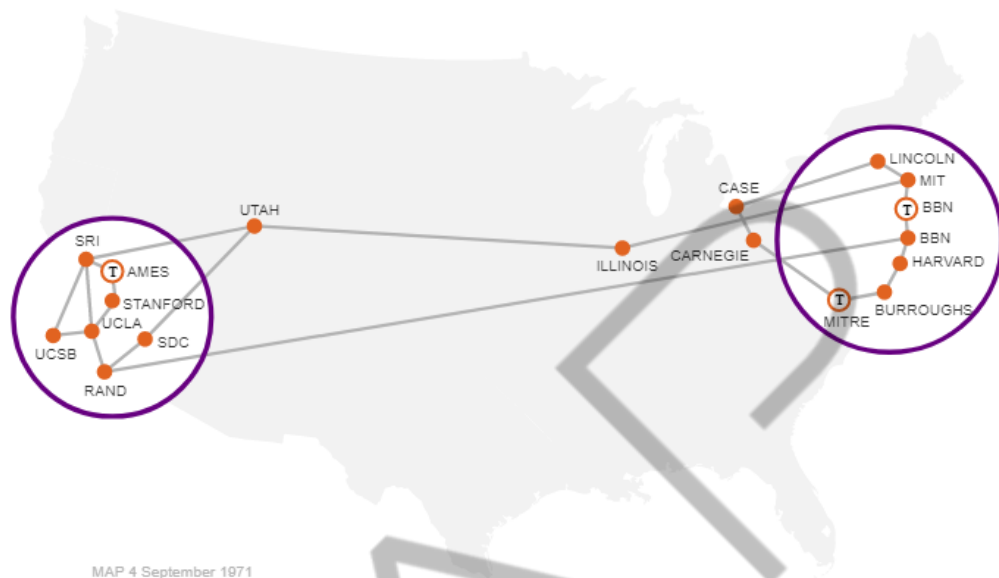 LINCOLN
MIT
CASE
T BBN
UTAH
BBN
SRI
CARNEGIE
ILLINOIS
HARVARD
T AMES
STANFORD
T
BURROUGHS
MITRE
UCLA
SDC
UCSB
RAND
MAP 4 September 1971